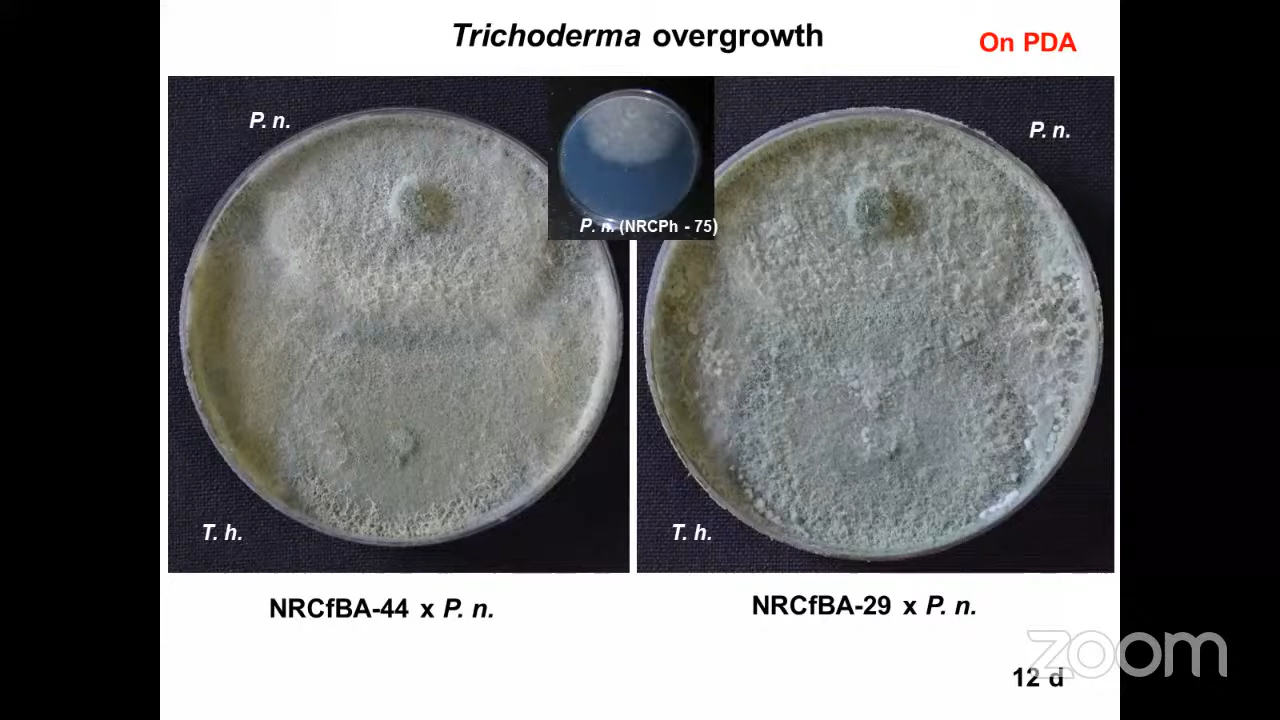 Trichoderma overgrowth
On PDA
P. n.
P. n.
P. n. (NRCPh - 75)
T. h.
T. h.
NRCfBA-44 x P. n.
NRCfBA-29 x P. n.
zoom
12 d